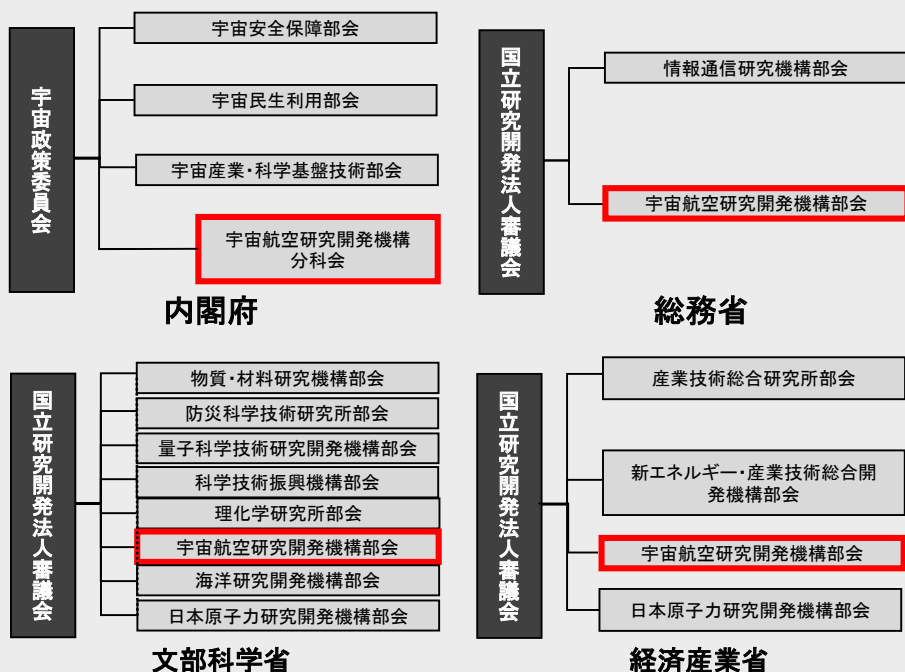 宇宙政策委員会
宇宙安全保障部会
宇宙民生利用部会
宇宙産業・科学基盤技術部会
宇宙航空研究開発機構
分科会
内閣府
国立研究開発法人審議会
情報通信研究機構部会
宇宙航空研究開発機構部会
総務省
国立研究開発法人審議会
物質・材料研究機構部会
防災科学技術研究所部会
量子科学技術研究開発機構部会
科学技術振興機構部会
理化学研究所部会
宇宙航空研究開発機構部会
海洋研究開発機構部会
日本原子力研究開発機構部会
文部科学省
国立研究開発法人審議会
産業技術総合研究所部会
新エネルギー・産業技術総合開
発機構部会
宇宙航空研究開発機構部会
日本原子力研究開発機構部会
経済産業省